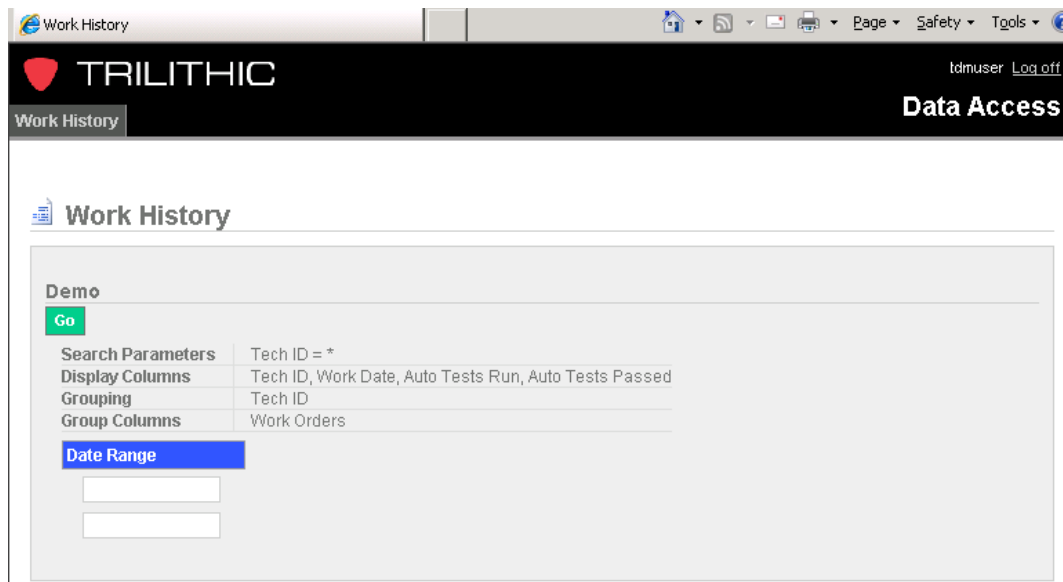 Work History
Page Safety Tools
TRILITHIC
tdmuser Log off
Data Access
Work History
Work History
Demo
Go
Search Parameters Tech ID = *
Display Columns Tech ID, Work Date, Auto Tests Run, Auto Tests Passed
Grouping Tech ID
Group Columns Work Orders
Date Range